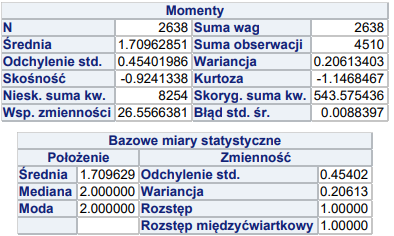 Momenty
N 2638 Suma wag 2638
Średnia 1.70962851 Suma obserwacji 4510
Odchylenie std. 0.45401986 Wariancja 0.20613403
Skośność -0.9241338 Kurtoza -1.1468467
Niesk. suma kw. 8254 Skoryg. suma kw. 543.575436
Wsp. zmienności 26.5566381 Błąd std. śr. 0.0088397
Bazowe miary statystyczne
Położenie Zmienność
Średnia 1.709629 Odchylenie std. 0.45402
Mediana 2.000000 Wariancja 0.20613
Moda 2.000000 Rozstęp 1.00000
Rozstęp międzyćwiartkowy 1.00000